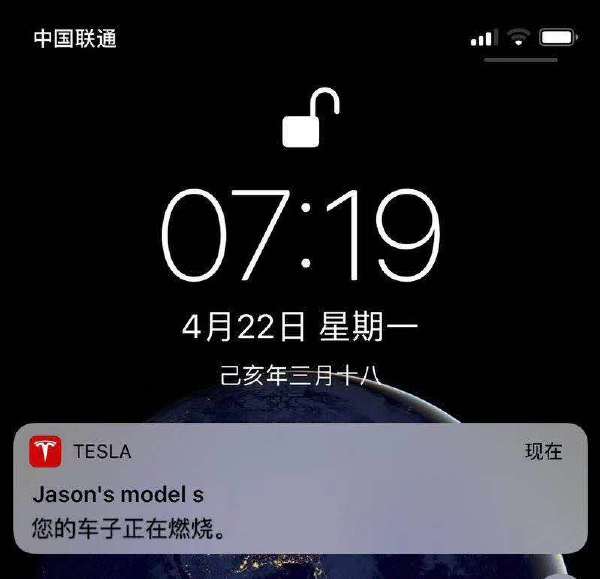 中国联通
07:19
4月22日 星期一
己亥年三月十八
TESLA 现在
Jason's model s
您的车子正在燃烧。